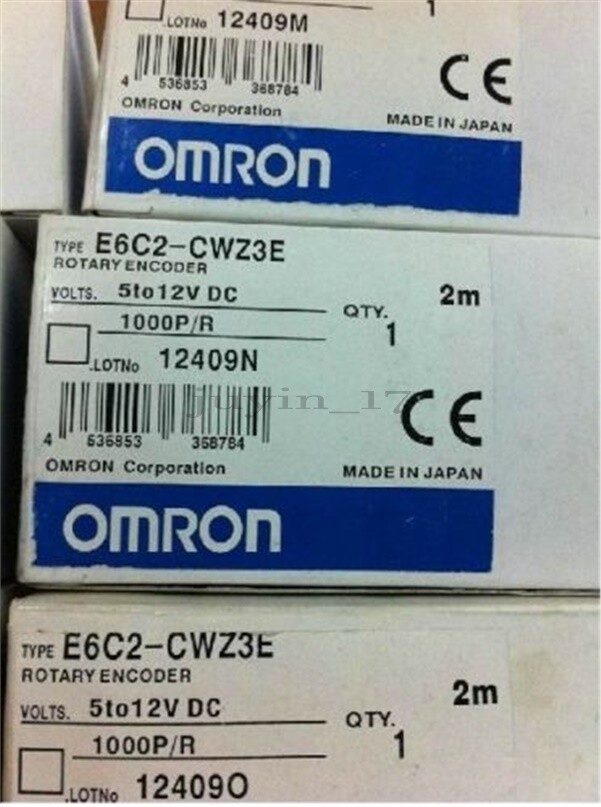 1
.LOTNo 12409M
4 536853 368784
OMRON Corporation
MADE IN JAPAN
OMRON
TYPE E6C2-CWZ3E
ROTARY ENCODER
VOLTS. 5to12V DC
2m
1000P/R
QTY.
1
.LOTNo 12409N
juyin_17
4 536853 368784
OMRON Corporation
MADE IN JAPAN
OMRON
TYPE E6C2-CWZ3E
ROTARY ENCODER
VOLTS. 5to12V DC
2m
1000P/R
QTY.
1
.LOTNo 12409O